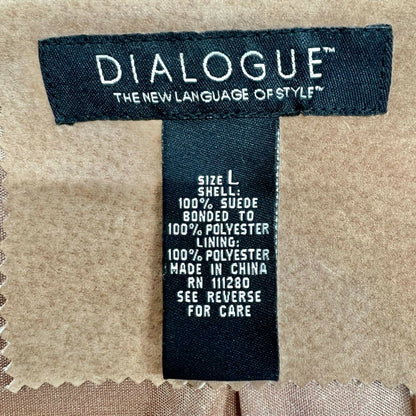 DIALOGUE™
THE NEW LANGUAGE OF STYLE™
SIZE L
SHELL:
100% SUEDE
BONDED TO
100% POLYESTER
LINING:
100% POLYESTER
MADE IN CHINA
RN 111280
SEE REVERSE
FOR CARE